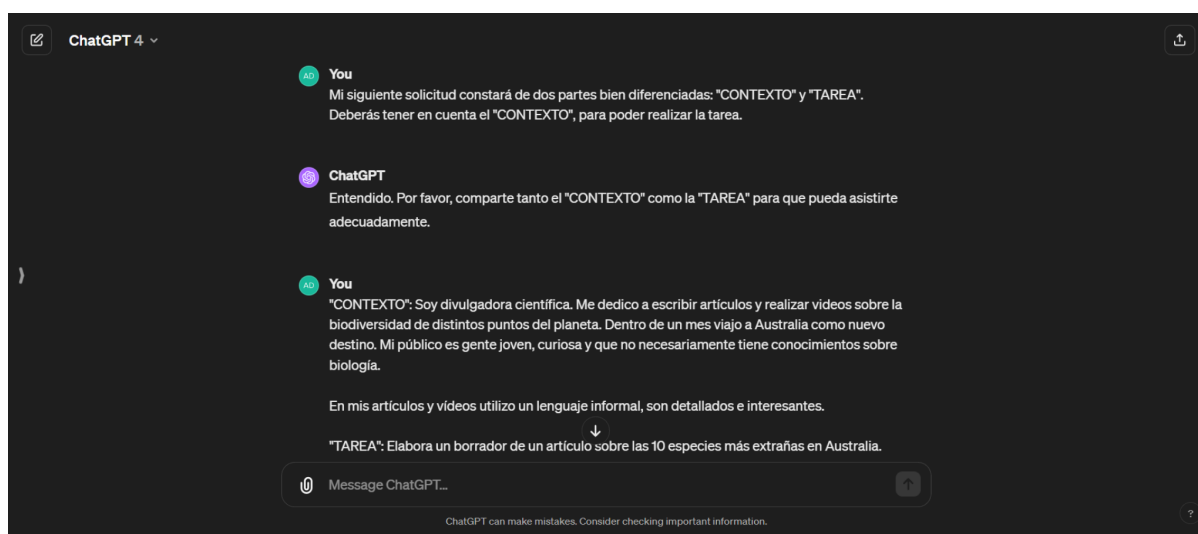 ChatGPT 4
You
Mi siguiente solicitud constará de dos partes bien diferenciadas: "CONTEXTO" y "TAREA".
Deberás tener en cuenta el "CONTEXTO", para poder realizar la tarea.
ChatGPT
Entendido. Por favor, comparte tanto el "CONTEXTO" como la "TAREA" para que pueda asistirte
adecuadamente.
You
"CONTEXTO": Soy divulgadora científica. Me dedico a escribir artículos y realizar videos sobre la
biodiversidad de distintos puntos del planeta. Dentro de un mes viajo a Australia como nuevo
destino. Mi público es gente joven, curiosa y que no necesariamente tiene conocimientos sobre
biología.
En mis artículos y vídeos utilizo un lenguaje informal, son detallados e interesantes.
"TAREA": Elabora un borrador de un artículo sobre las 10 especies más extrañas en Australia.
Message ChatGPT...
ChatGPT can make mistakes. Consider checking important information.
AD
AD
?